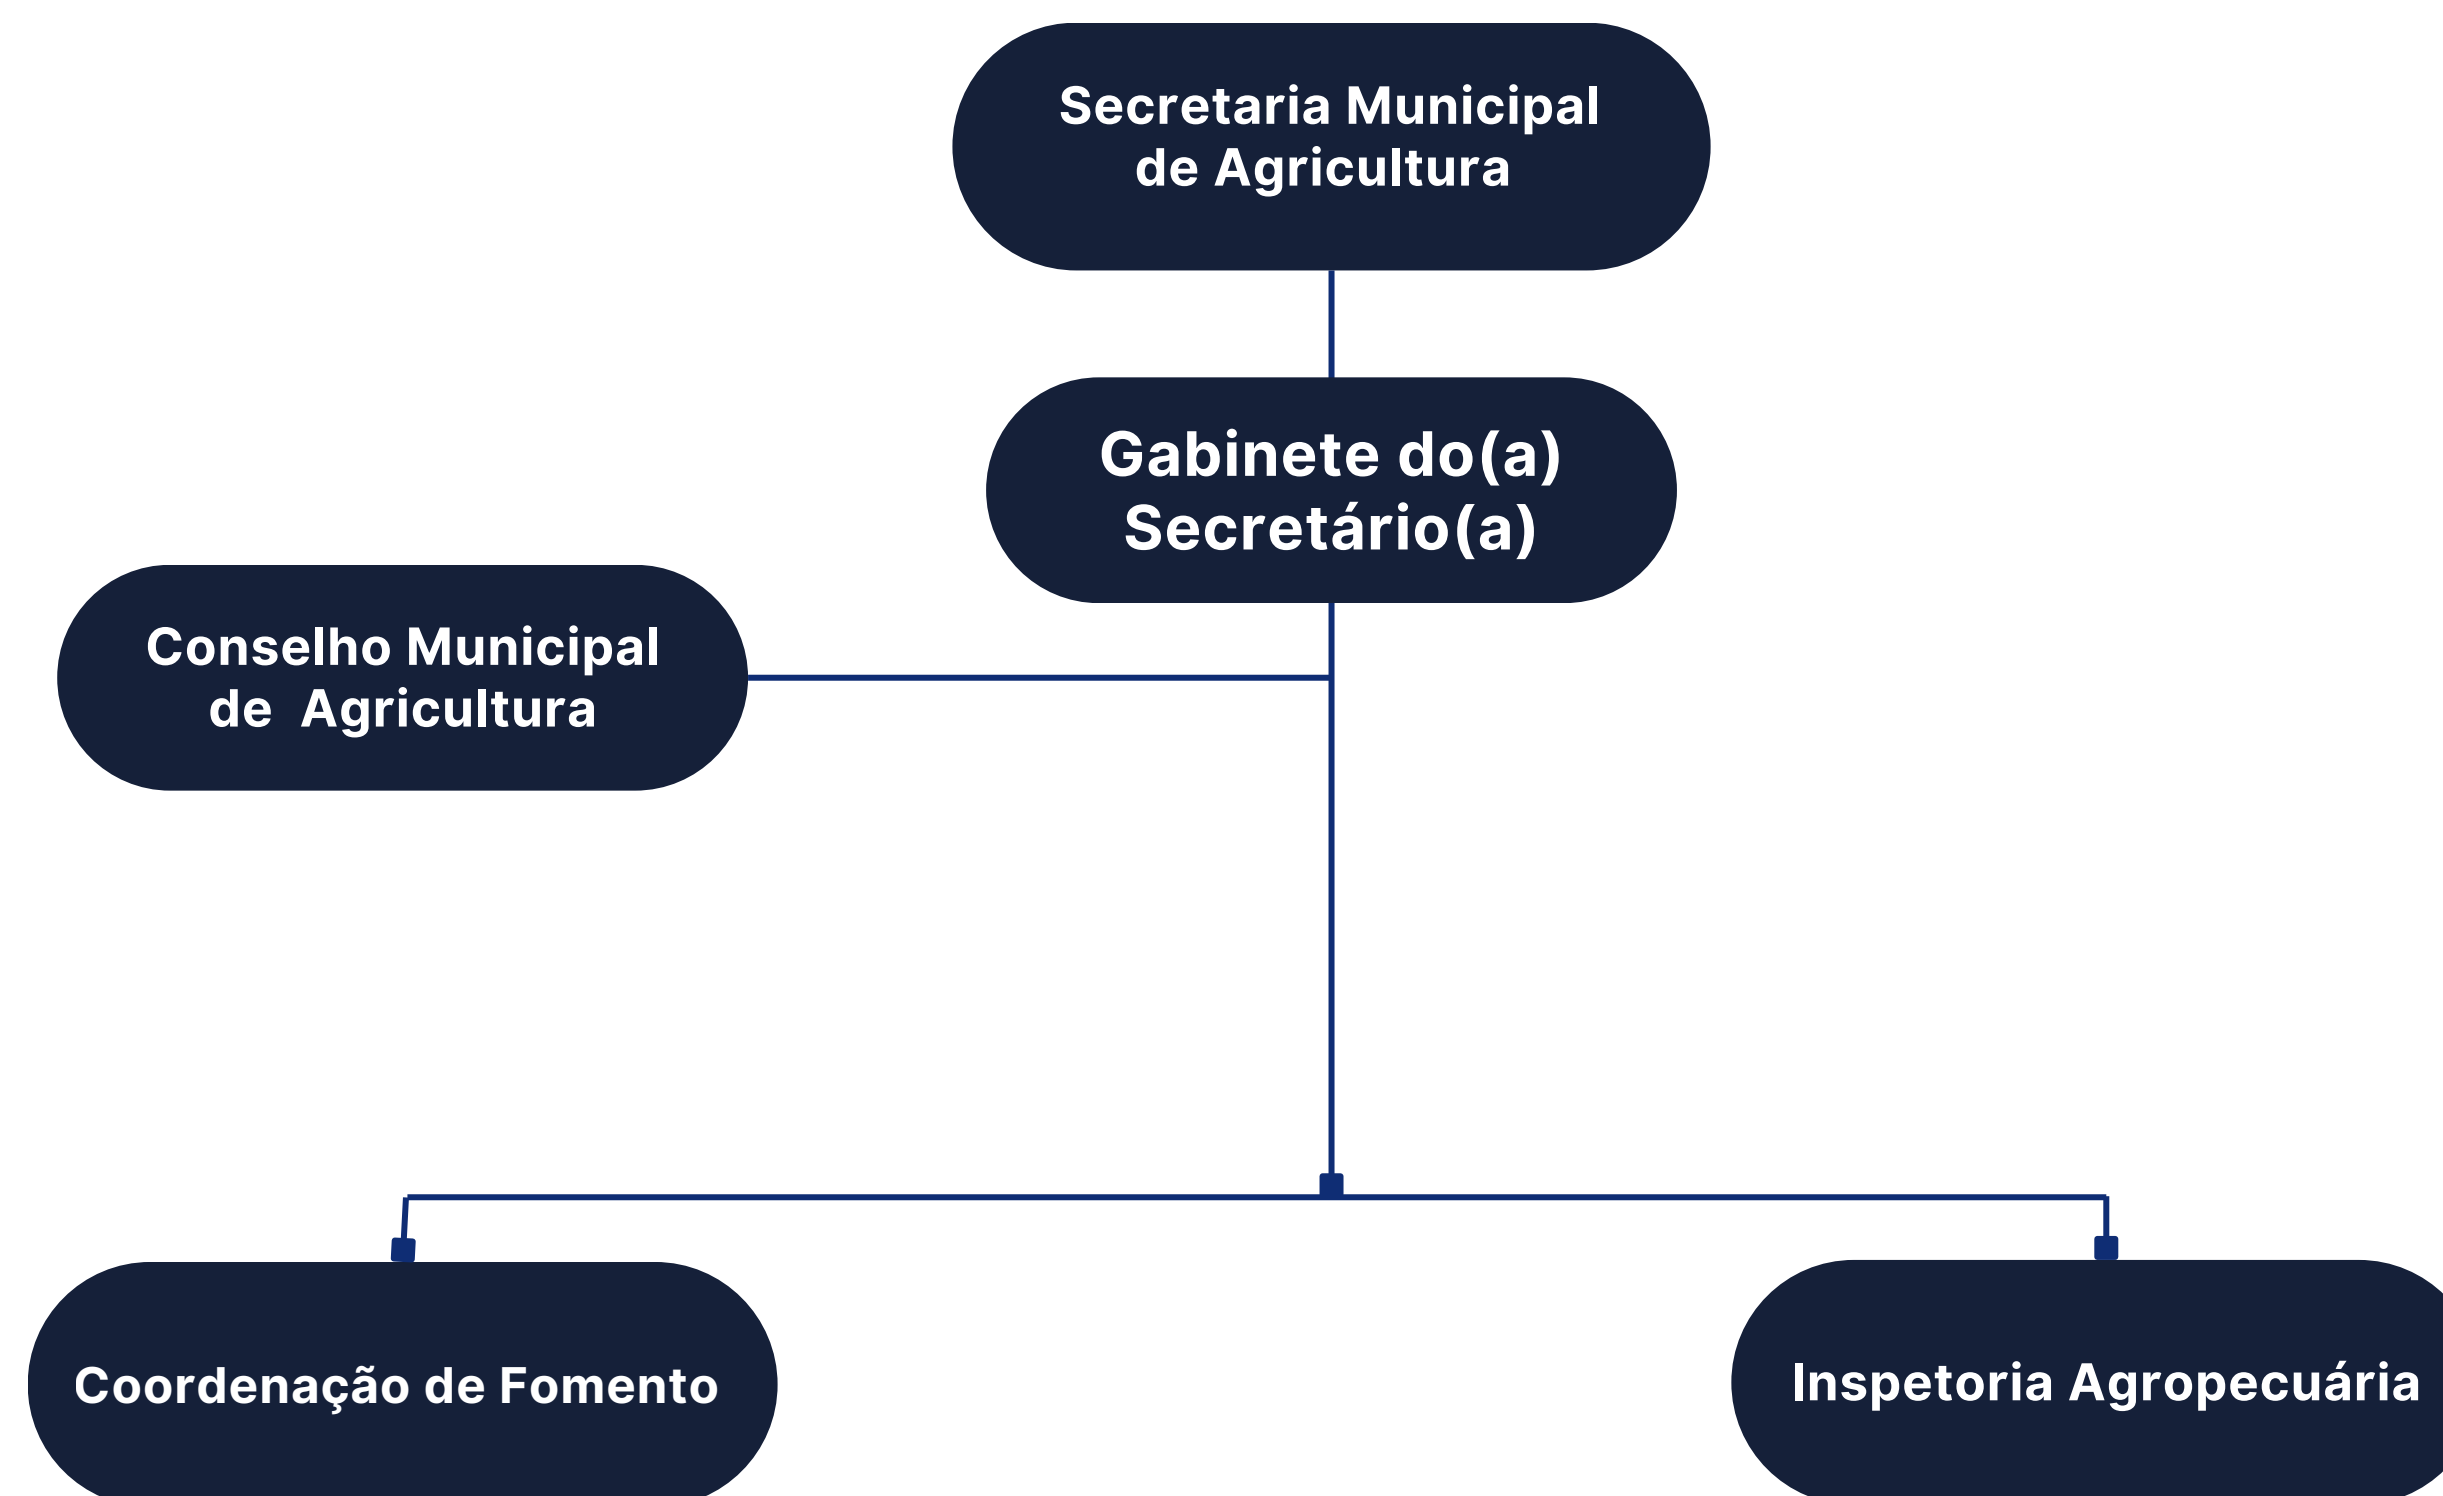 Secretaria Municipal
de Agricultura
Gabinete do(a)
Secretário(a)
Conselho Municipal
de  Agricultura
Coordenação de Fomento
Inspetoria Agropecuária